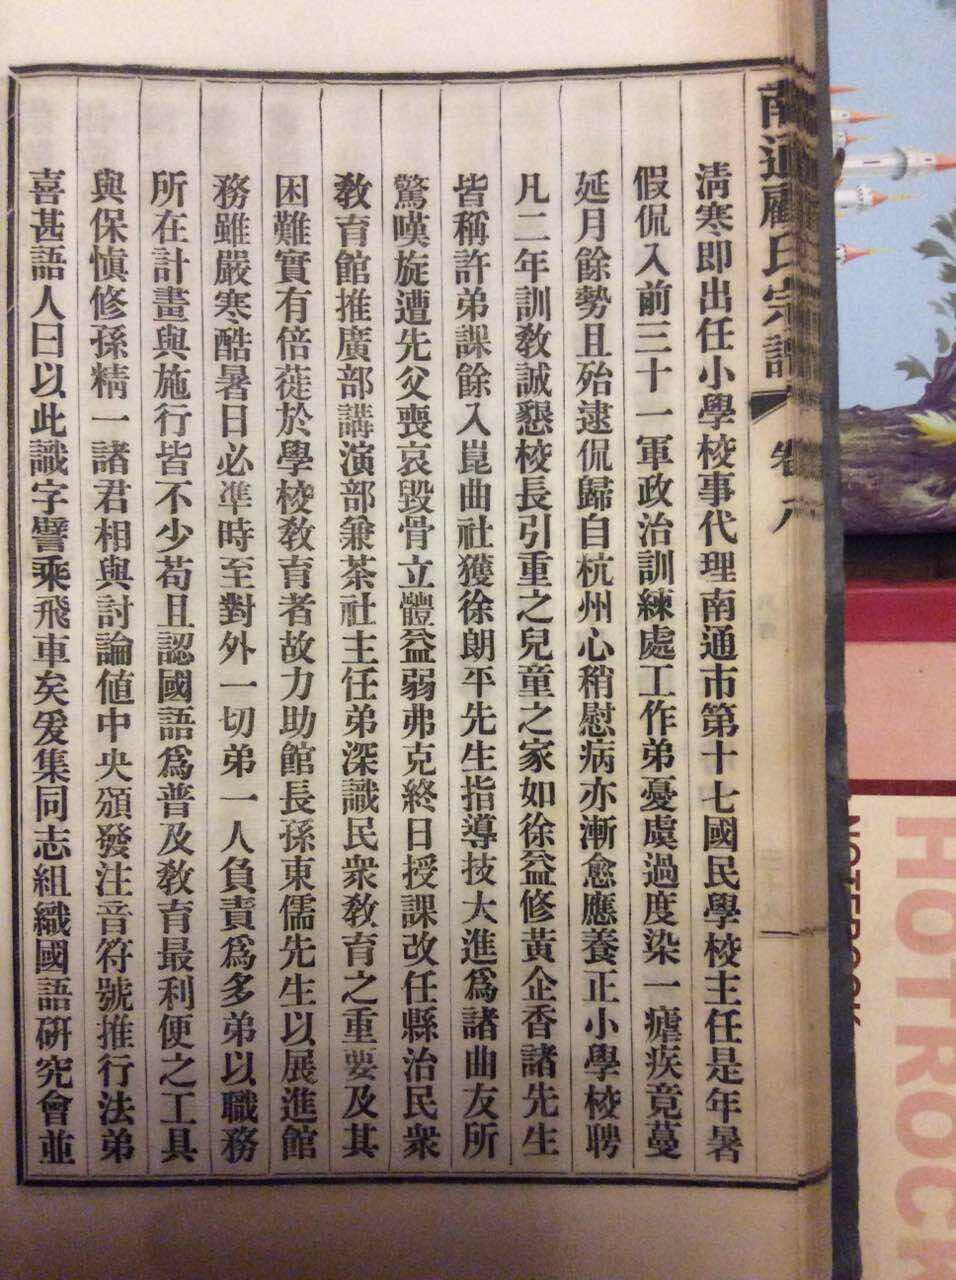 南通顧氏宗譜 卷八
清寒即出任小學校事代理南通市第十七國民學校主任是年暑
假侃入前三十一軍政治訓練處工作弟憂虞過度染一瘧疾竟蔓
延月餘勢且殆逮侃歸自杭州心稍慰病亦漸愈應養正小學校聘
凡二年訓教誠懇校長引重之兒童之家如徐益修黃企香諸先生
皆稱許弟課餘入崑曲社獲徐朗平先生指導技大進爲諸曲友所
驚嘆旋遭先父喪哀毀骨立體益弱弗克終日授課改任縣治民衆
教育館推廣部講演部兼茶社主任弟深識民衆教育之重要及其
困難實有倍蓰於學校教育者故力助館長孫東儒先生以展進館
務雖嚴寒酷暑日必凖時至對外一切弟一人負責爲多弟以職務
所在計畫與施行皆不少苟且認國語爲普及教育最利便之工具
與保慎修孫精一諸君相與討論値中央頒發注音符號推行法弟
喜甚語人曰以此識字譬乘飛車矣爰集同志組織國語研究會並
NOTEBOOK
HOTROCK